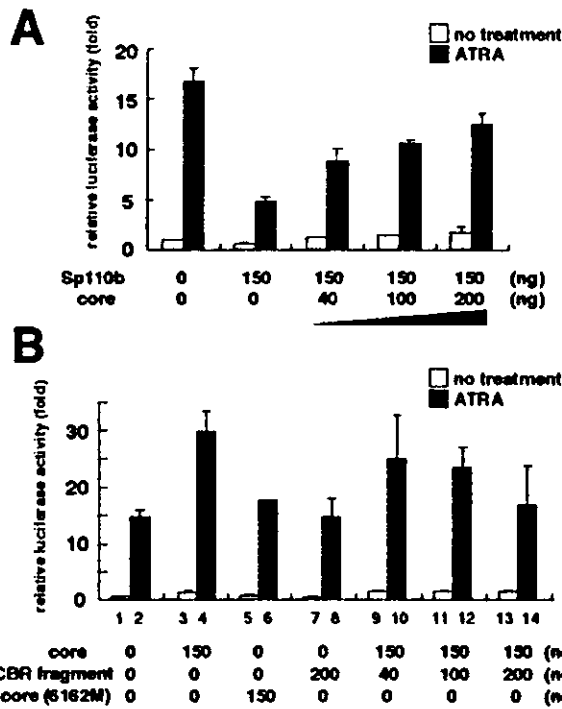 A
no treatment
ATRA
relative luciferase activity (fold)
20
15
10
5
0
Sp110b 0 150 150 150 150 (ng)
core 0 0 40 100 200 (ng)
B
no treatment
ATRA
relative luciferase activity (fold)
30
20
10
0
1 2 3 4 5 6 7 8 9 10 11 12 13 14
core 0 150 0 0 150 150 150 (n
CBR fragment 0 0 0 200 40 100 200 (n
core (6162M) 0 0 150 0 0 0 0 (n